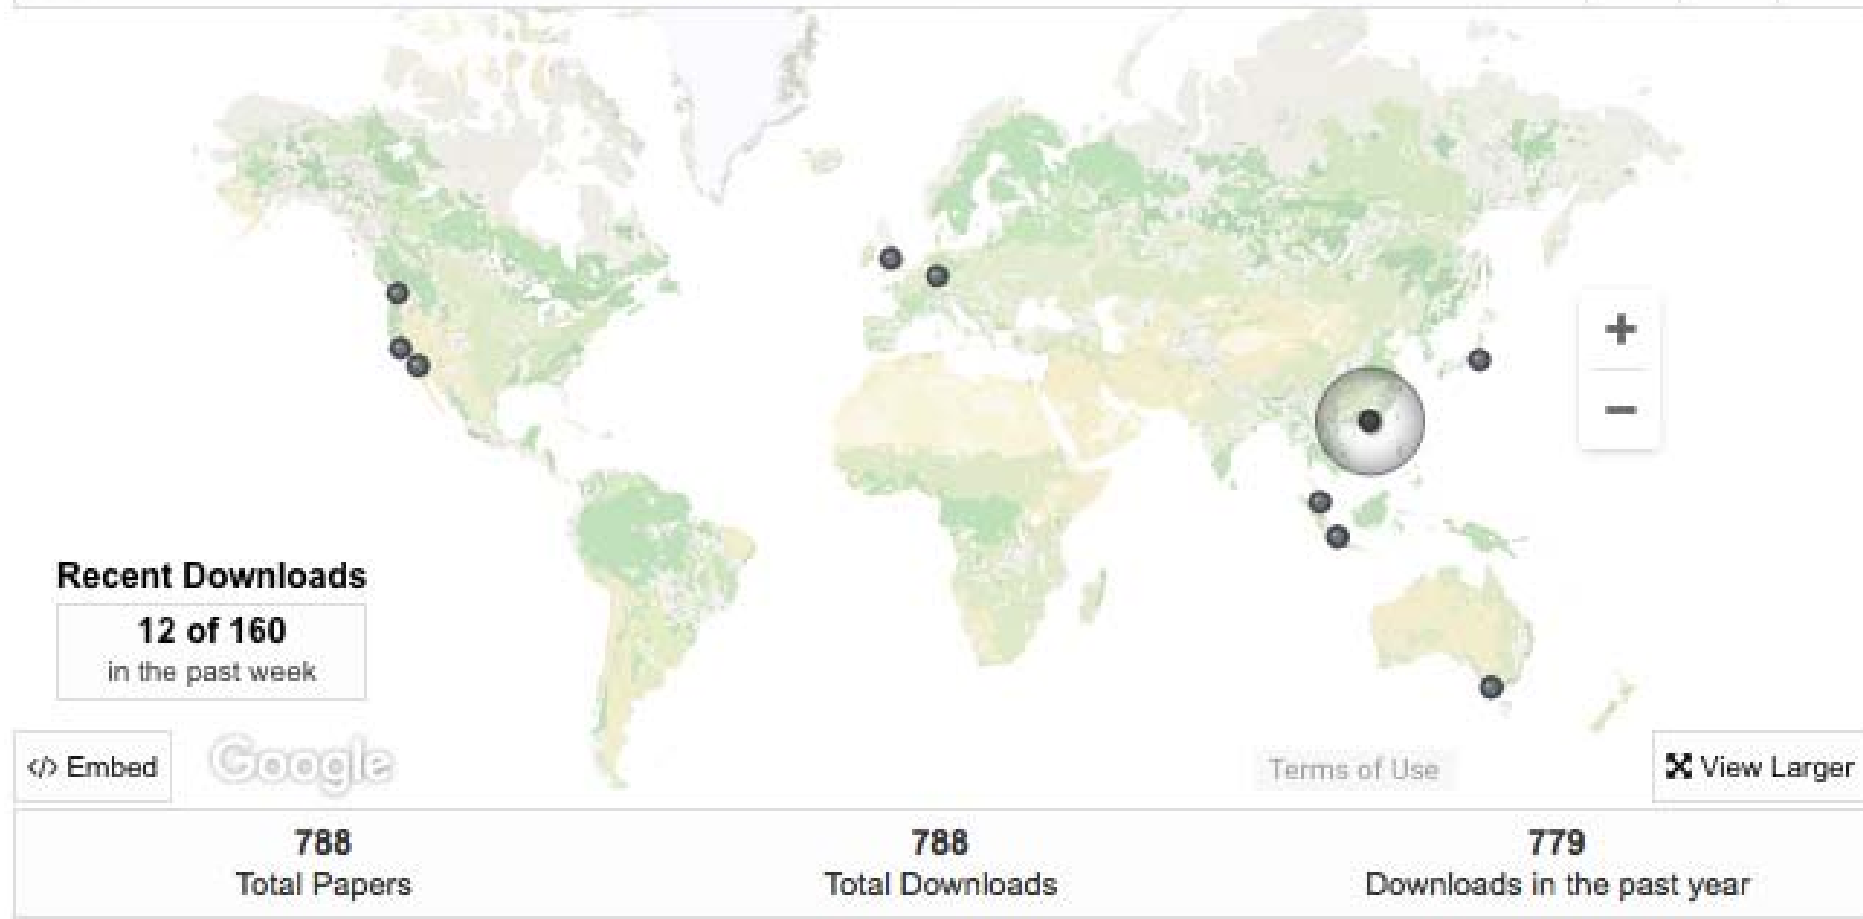 +
−
Recent Downloads
12 of 160
in the past week
</> Embed
Google
Terms of Use
View Larger
788
Total Papers
788
Total Downloads
779
Downloads in the past year